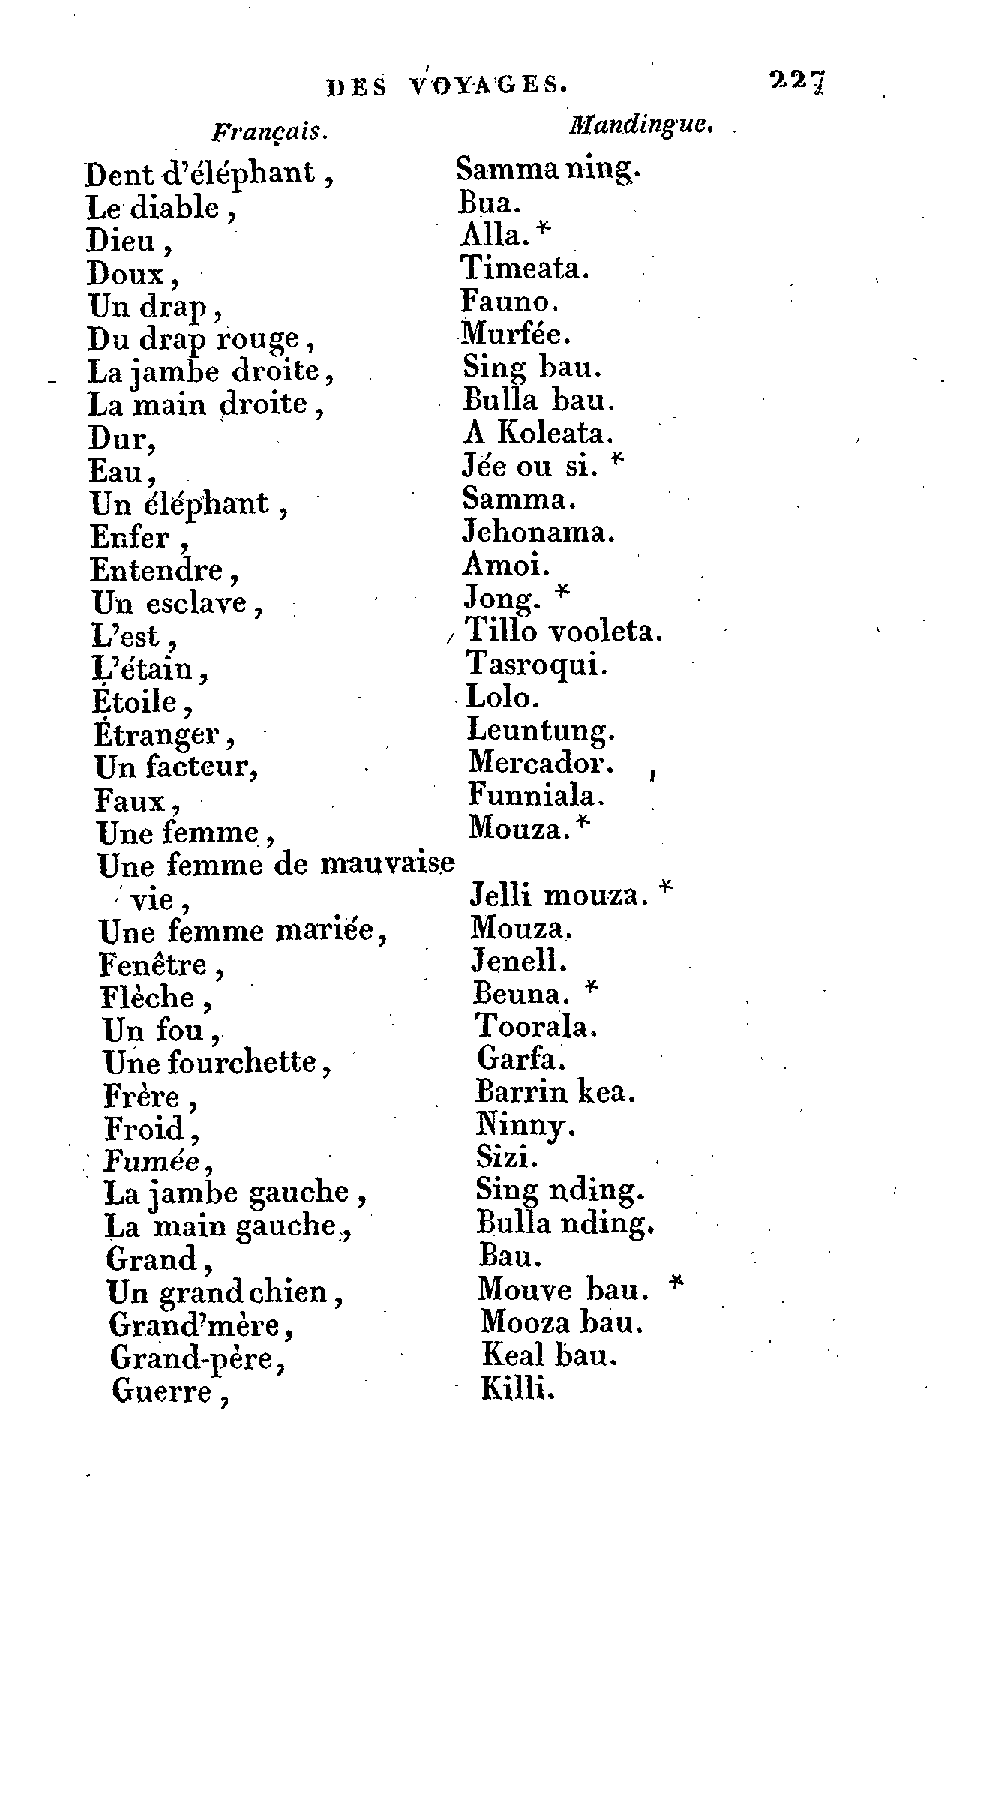 DES VOYAGES. 227
Français. Mandingue.
Dent d'éléphant, Samma ning.
Le diable, Bua.
Dieu, Alla.*
Doux, Timeata.
Un drap, Fauno.
Du drap rouge, Murfée.
La jambe droite, Sing bau.
La main droite, Bulla bau.
Dur, A Koleata.
Eau, Jée ou si. *
Un éléphant, Samma.
Enfer, Jehonama.
Entendre, Amoi.
Un esclave, Jong. *
L'est, Tillo vooleta.
L'étain, Tasroqui.
Étoile, Lolo.
Étranger, Leuntung.
Un facteur, Mercador.
Faux, Funniala.
Une femme, Mouza.*
Une femme de mauvaise
vie, Jelli mouza. *
Une femme mariée, Mouza.
Fenêtre, Jenell.
Flèche, Beuna. *
Un fou, Toorala.
Une fourchette, Garfa.
Frère, Barrin kea.
Froid, Ninny.
Fumée, Sizi.
La jambe gauche, Sing nding.
La main gauche, Bulla nding.
Grand, Bau.
Un grand chien, Mouve bau. *
Grand'mère, Mooza bau.
Grand-père, Keal bau.
Guerre, Killi.